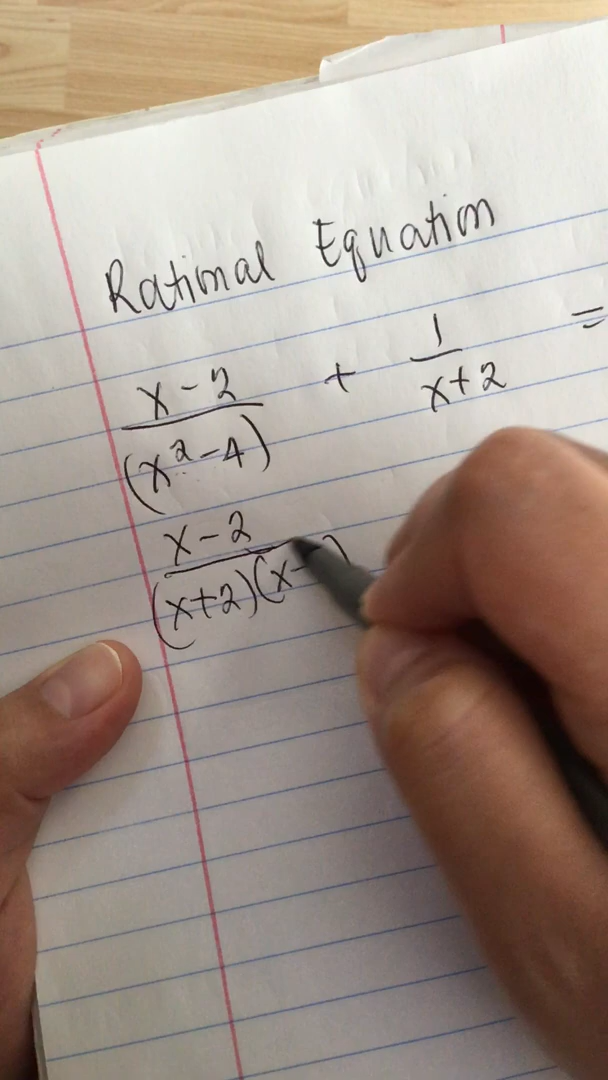 Rational Equation
x - 2 + 1 =
(x² - 4) x + 2
x - 2
(x + 2)(x - )